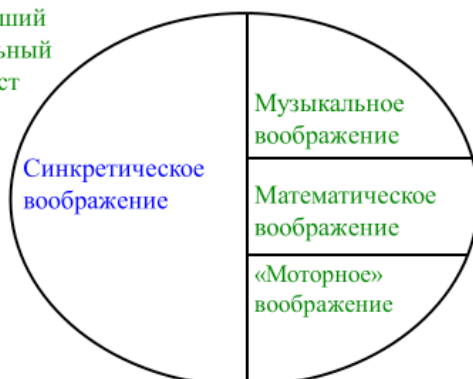 Синкретическое
воображение
Музыкальное
воображение
Математическое
воображение
«Моторное»
воображение